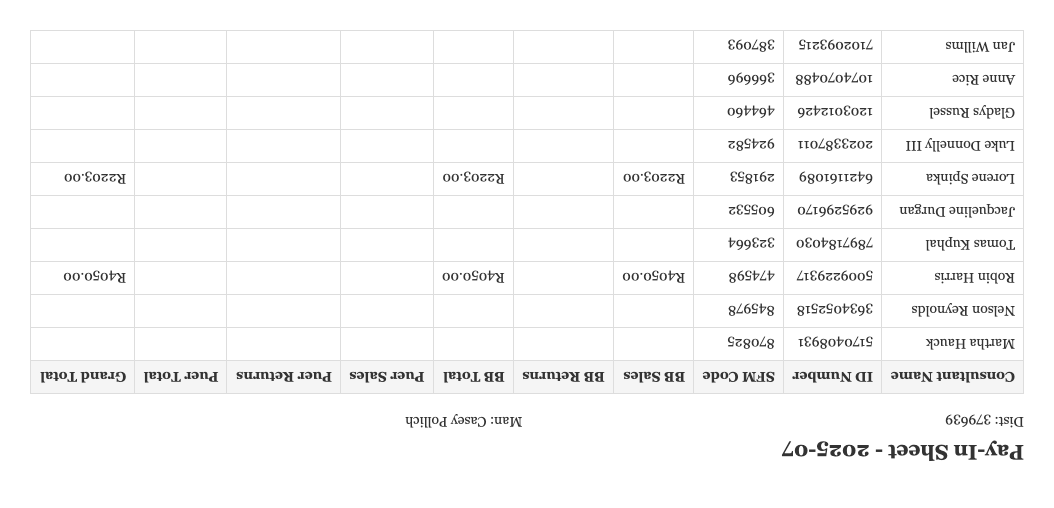 Pay-In Sheet - 2025-07
Dist: 379639 Man: Casey Pollich
Consultant Name ID Number SFM Code BB Sales BB Returns BB Total Puer Sales Puer Returns Puer Total Grand Total
Martha Hauck 5170408931 870825
Nelson Reynolds 3634052518 845978
Robin Harris 5009229317 474598 R4050.00 R4050.00 R4050.00
Tomas Kuphal 7897184030 323664
Jacqueline Durgan 9295296170 605532
Lorene Spinka 6421161089 291853 R2203.00 R2203.00 R2203.00
Luke Donnelly III 2023387011 924582
Gladys Russel 1203012426 464460
Anne Rice 1074070488 366696
Jan Willms 7102093215 387093